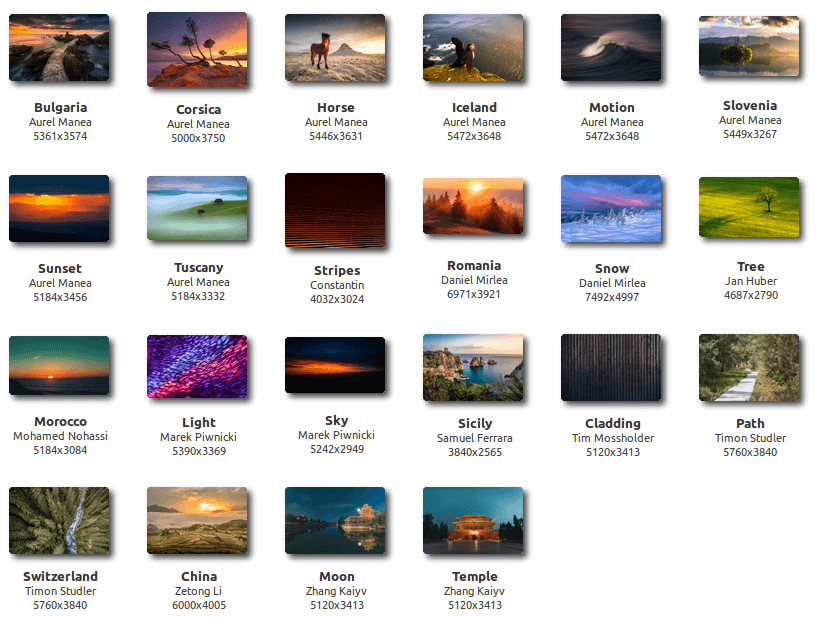 Bulgaria
Aurel Manea
5361x3574
Corsica
Aurel Manea
5000x3750
Horse
Aurel Manea
5446x3631
Iceland
Aurel Manea
5472x3648
Motion
Aurel Manea
5472x3648
Slovenia
Aurel Manea
5449x3267
Sunset
Aurel Manea
5184x3456
Tuscany
Aurel Manea
5184x3332
Stripes
Constantin
4032x3024
Romania
Daniel Mirlea
6971x3921
Snow
Daniel Mirlea
7492x4997
Tree
Jan Huber
4687x2790
Morocco
Mohamed Nohassi
5184x3084
Light
Marek Piwnicki
5390x3369
Sky
Marek Piwnicki
5242x2949
Sicily
Samuel Ferrara
3840x2565
Cladding
Tim Mossholder
5120x3413
Path
Timon Studler
5760x3840
Switzerland
Timon Studler
5760x3840
China
Zetong Li
6000x4005
Moon
Zhang Kaiyv
5120x3413
Temple
Zhang Kaiyv
5120x3413